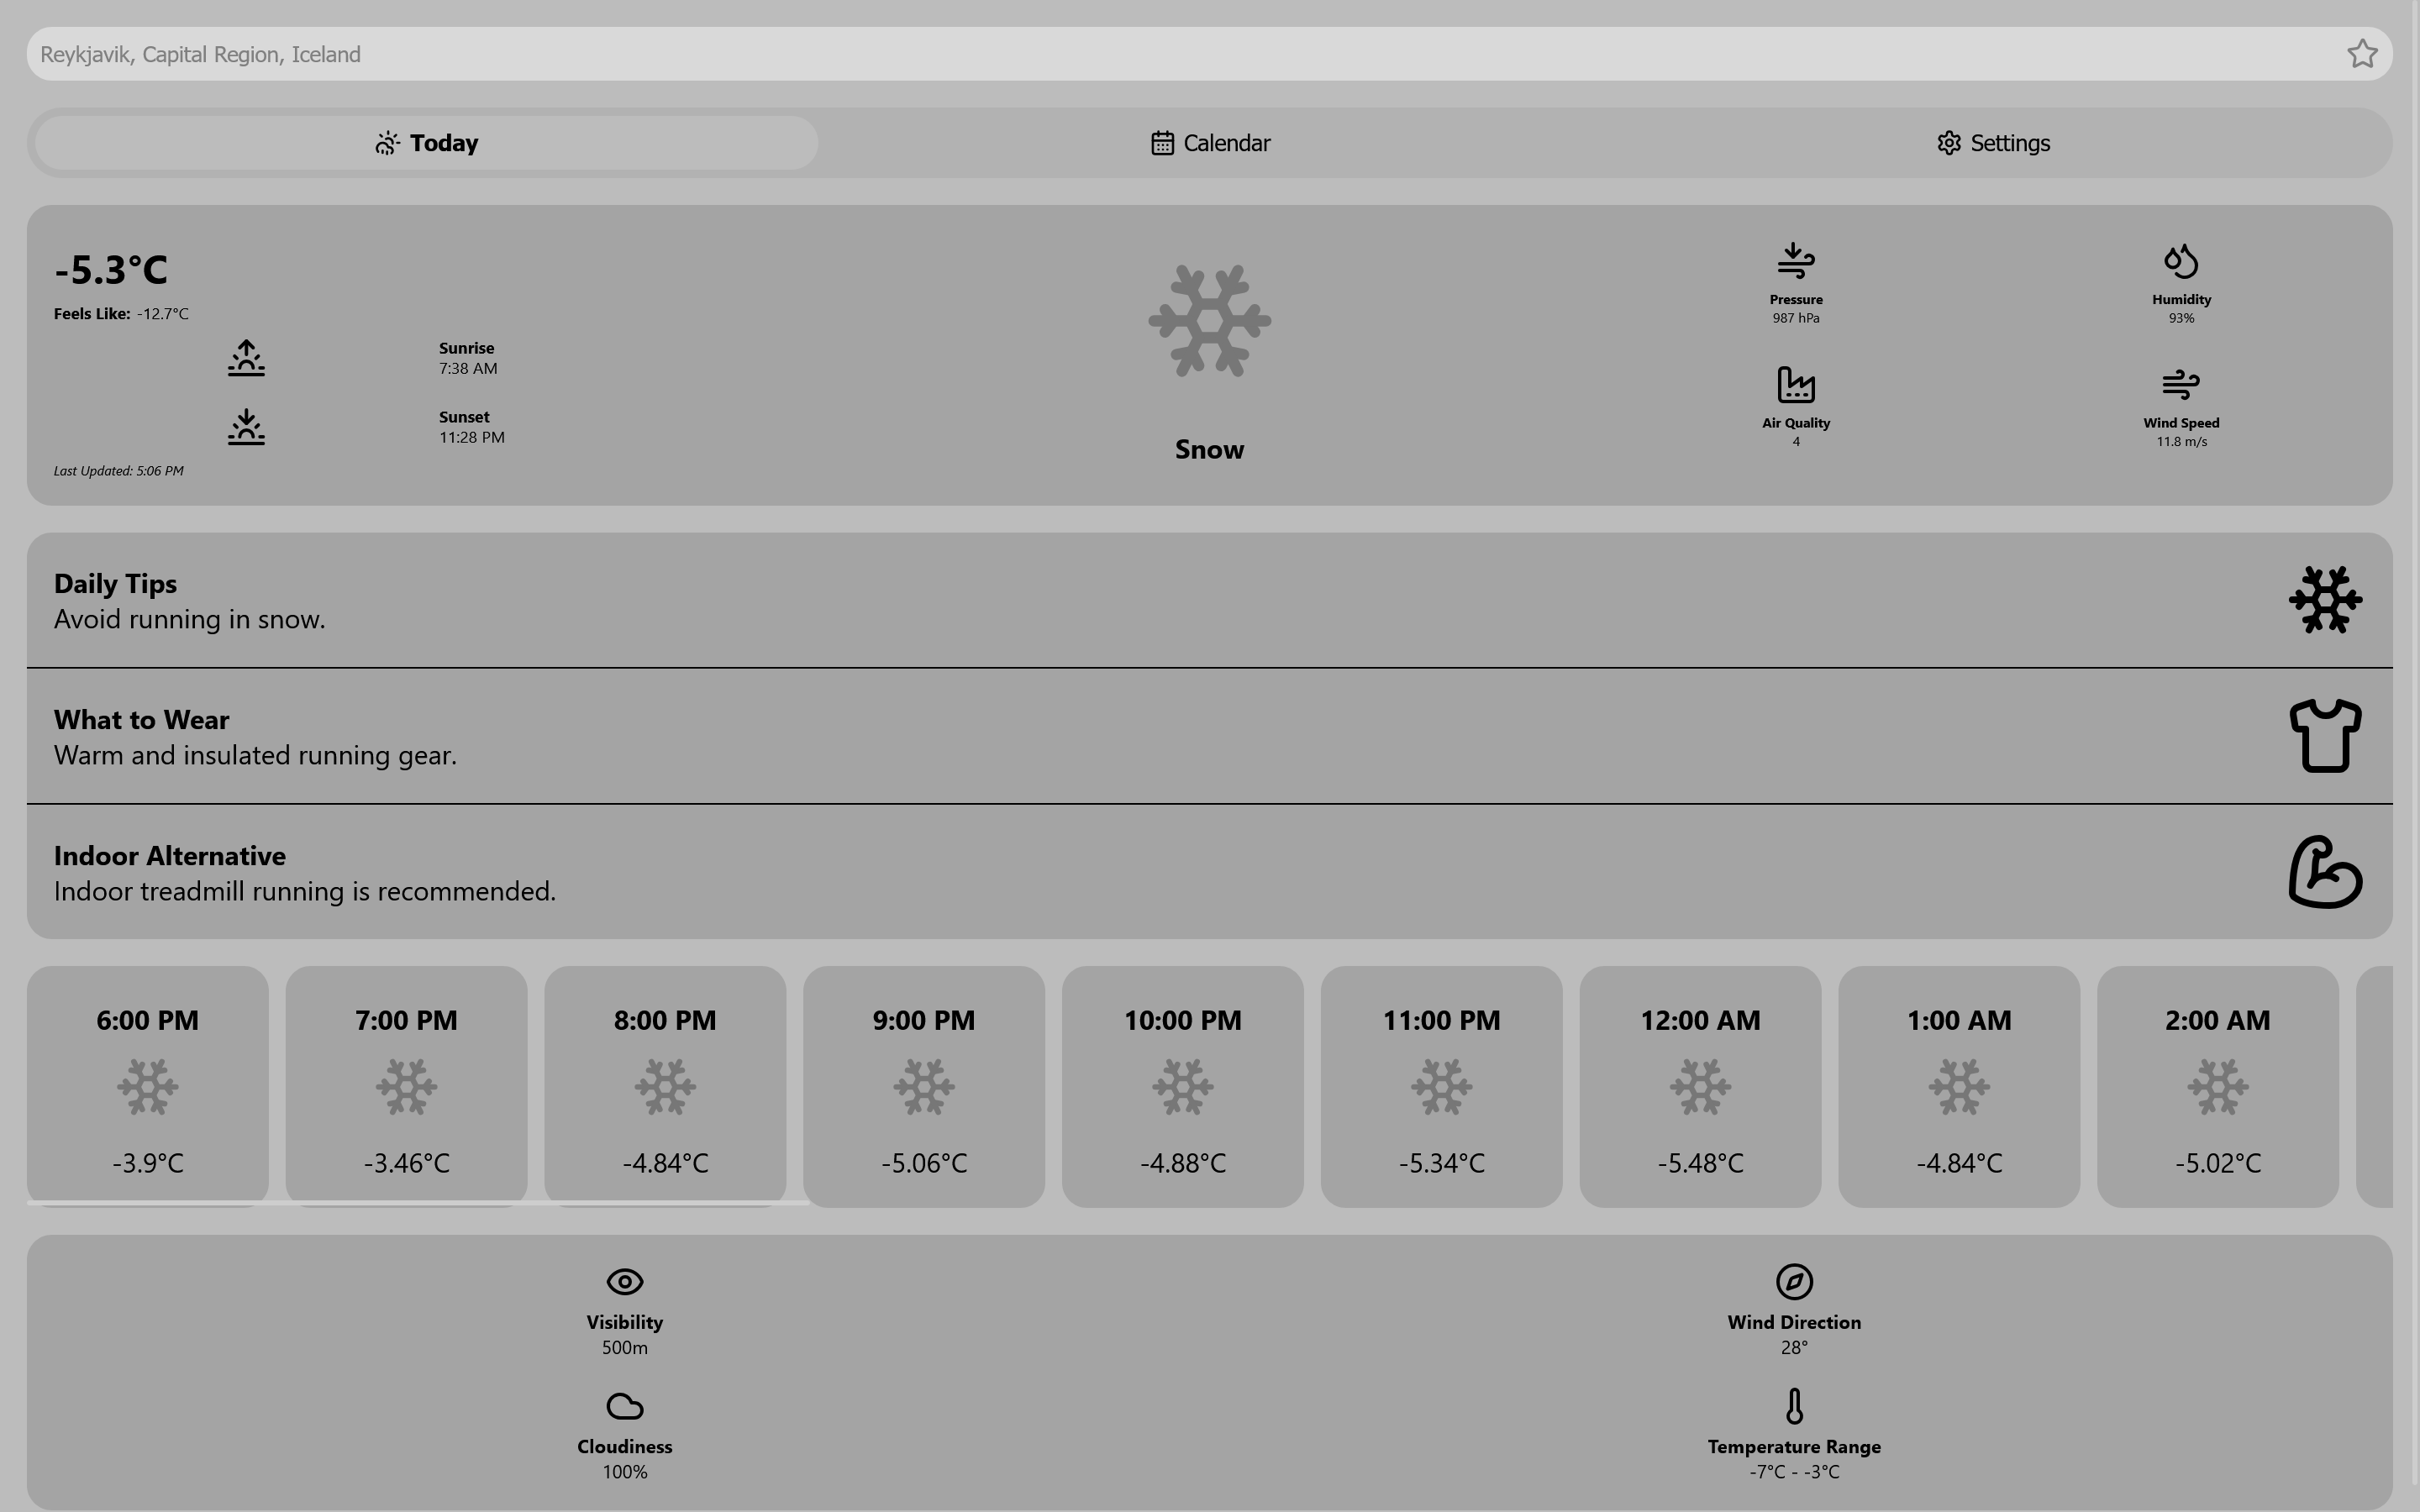 Reykjavik, Capital Region, Iceland
Today
Calendar
Settings
-5.3°C
Feels Like: -12.7°C
Sunrise
7:38 AM
Sunset
11:28 PM
Last Updated: 5:06 PM
Snow
Pressure
987 hPa
Humidity
93%
Air Quality
4
Wind Speed
11.8 m/s
Daily Tips
Avoid running in snow.
What to Wear
Warm and insulated running gear.
Indoor Alternative
Indoor treadmill running is recommended.
6:00 PM
-3.9°C
7:00 PM
-3.46°C
8:00 PM
-4.84°C
9:00 PM
-5.06°C
10:00 PM
-4.88°C
11:00 PM
-5.34°C
12:00 AM
-5.48°C
1:00 AM
-4.84°C
2:00 AM
-5.02°C
Visibility
500m
Wind Direction
28°
Cloudiness
100%
Temperature Range
-7°C - -3°C